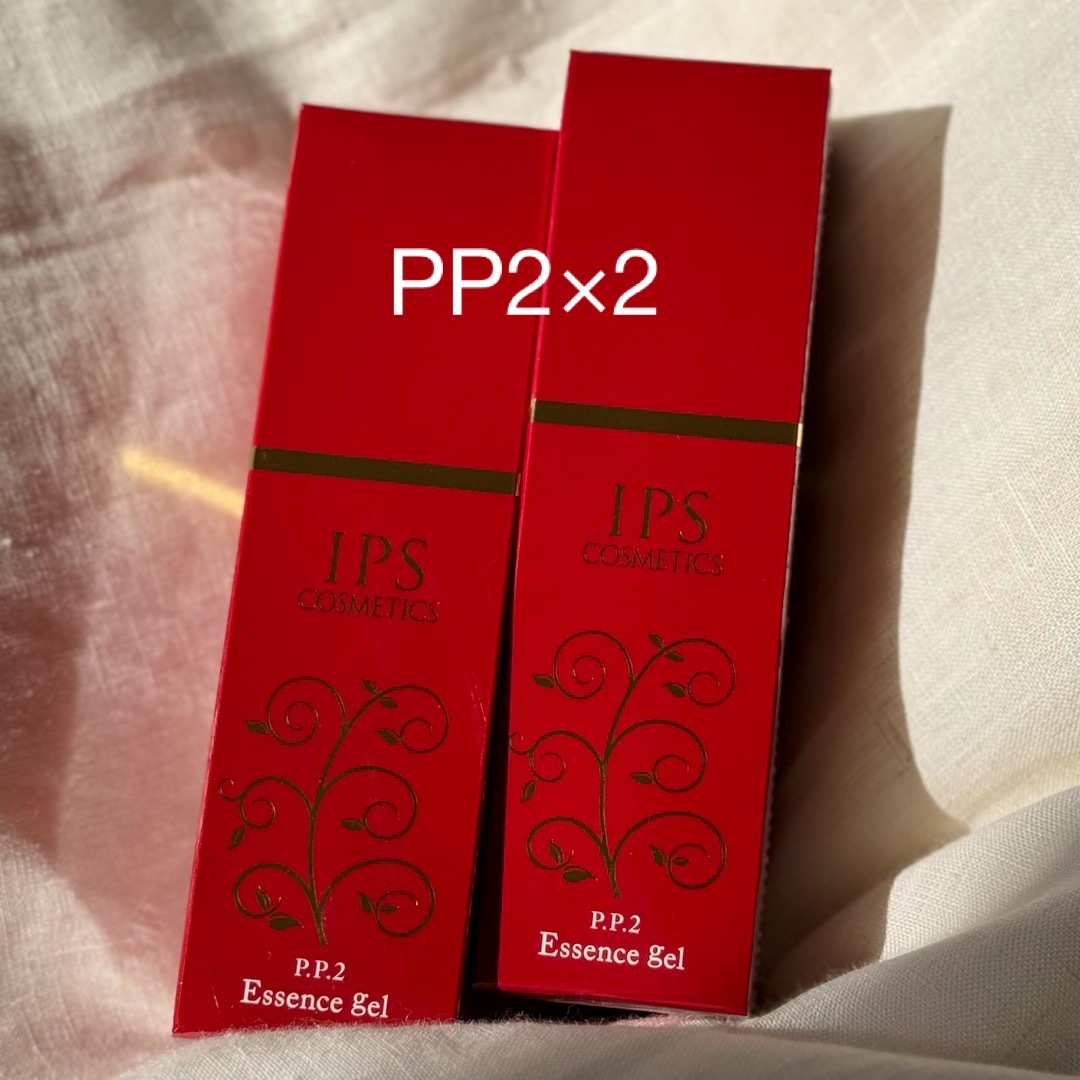 PP2×2
IPS
COSMETICS
P.P.2
Essence gel
IPS
COSMETICS
P.P.2
Essence gel